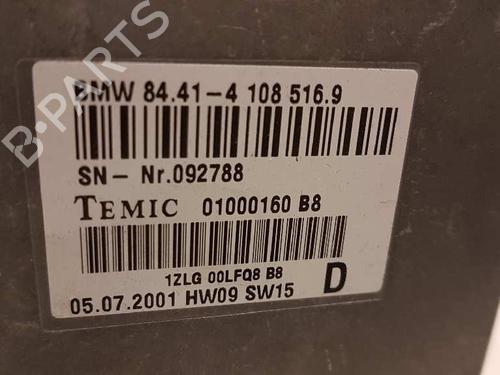 B-PARTS
BMW 84.41-4 108 516.9
SN- Nr.092788
TEMIC 01000160 B8
1ZLG 00LFQ8 B8
D
05.07.2001 HW09 SW15